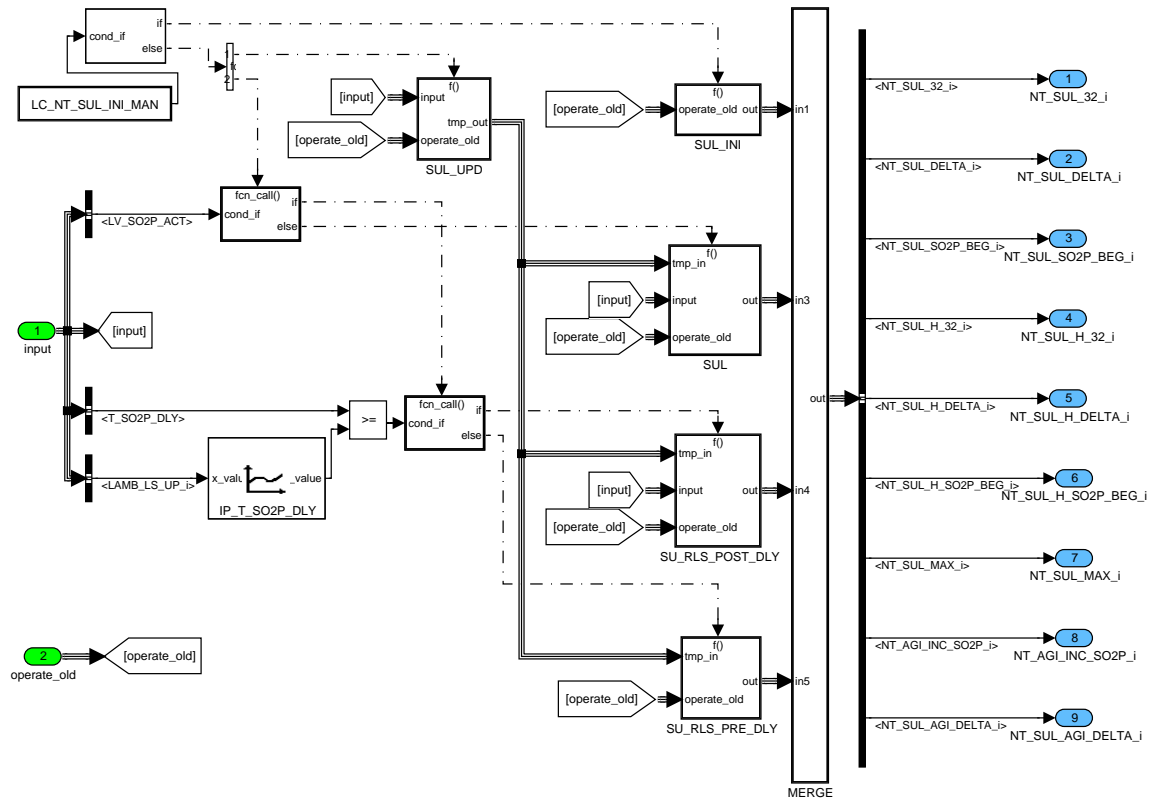 if
cond_if
else
LC_NT_SUL_INI_MAN
1
2
[input]
[operate_old]
f()
input
tmp_out
operate_old
SUL_UPD
[operate_old]
f()
operate_old
out
SUL_INI
in1
<NT_SUL_32_i>
1
NT_SUL_32_i
<NT_SUL_DELTA_i>
2
NT_SUL_DELTA_i
<LV_SO2P_ACT>
fcn_call()
if
cond_if
else
f()
tmp_in
[input]
input
out
in3
[operate_old]
operate_old
SUL
<NT_SUL_SO2P_BEG_i>
3
NT_SUL_SO2P_BEG_i
1
input
[input]
<NT_SUL_H_32_i>
4
NT_SUL_H_32_i
<T_SO2P_DLY>
>=
fcn_call()
if
cond_if
else
out
<NT_SUL_H_DELTA_i>
5
NT_SUL_H_DELTA_i
<LAMB_LS_UP_i>
_value
IP_T_SO2P_DLY
f()
tmp_in
[input]
input
out
in4
[operate_old]
operate_old
SU_RLS_POST_DLY
<NT_SUL_H_SO2P_BEG_i>
6
NT_SUL_H_SO2P_BEG_i
<NT_SUL_MAX_i>
7
NT_SUL_MAX_i
2
operate_old
[operate_old]
f()
tmp_in
out
in5
[operate_old]
operate_old
SU_RLS_PRE_DLY
<NT_AGI_INC_SO2P_i>
8
NT_AGI_INC_SO2P_i
<NT_SUL_AGI_DELTA_i>
9
NT_SUL_AGI_DELTA_i
MERGE